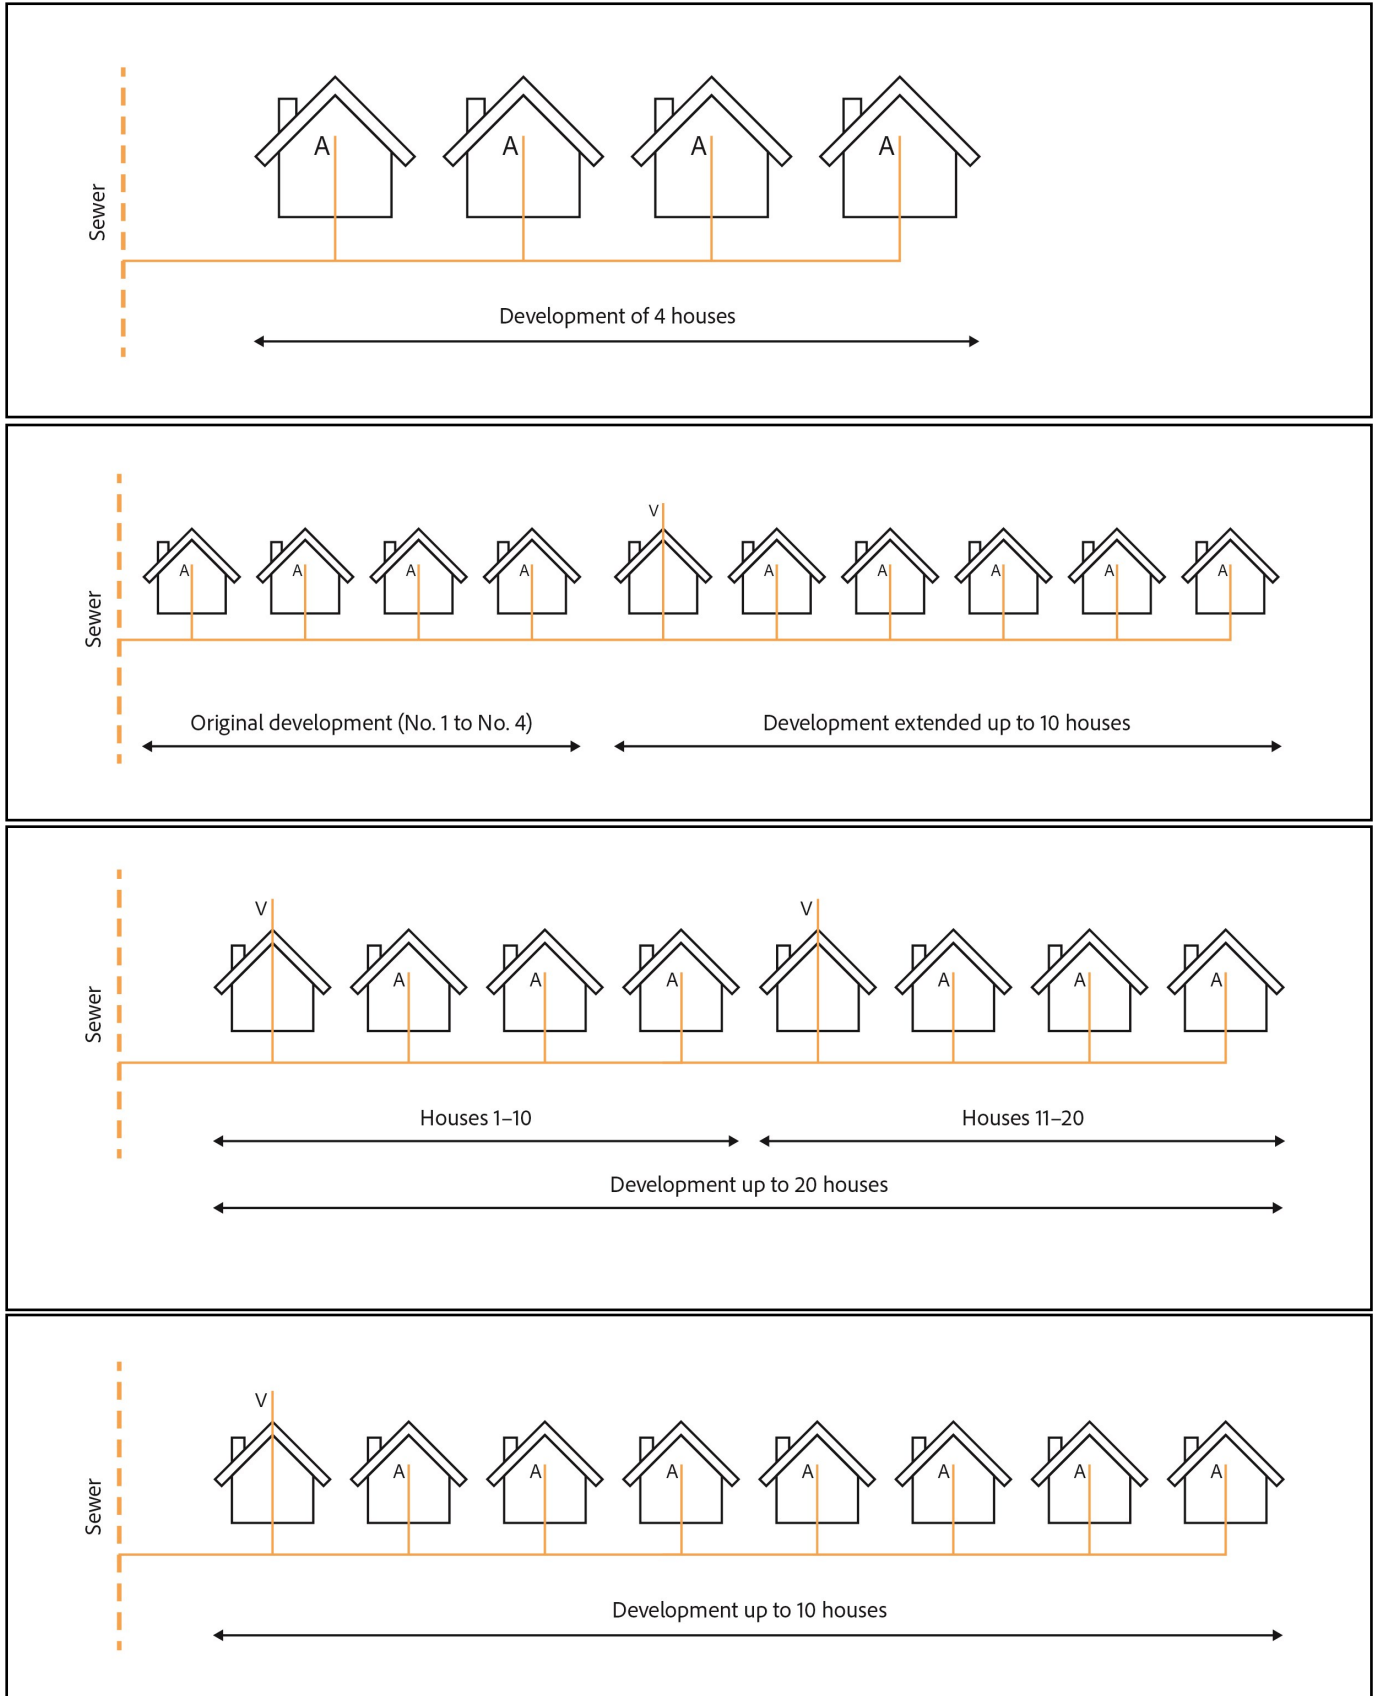 A A A A
Sewer
Development of 4 houses
V
A A A A A A A A A
Sewer
Original development (No. 1 to No. 4) Development extended up to 10 houses
V V
A A A A A A
Sewer
Houses 1–10 Houses 11–20
Development up to 20 houses
V
A A A A A A A
Sewer
Development up to 10 houses